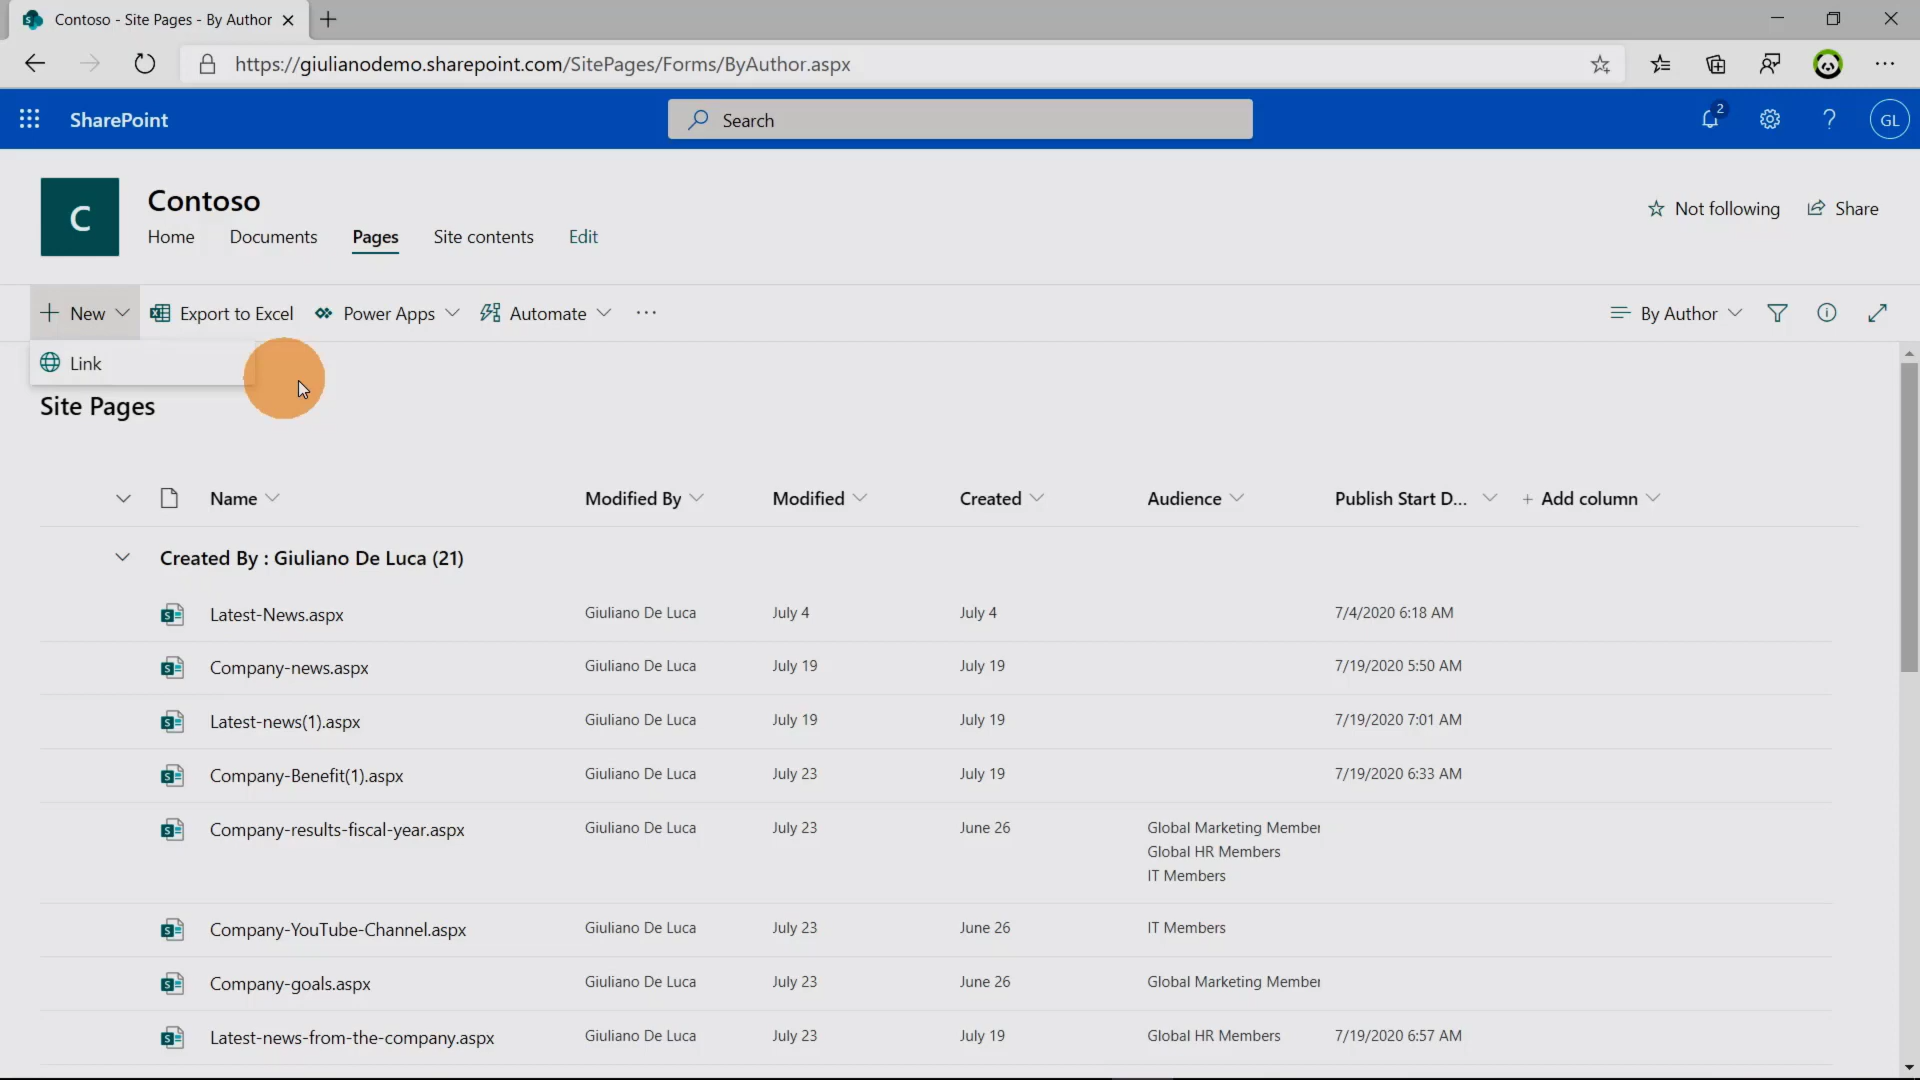 Contoso - Site Pages - By Author
https://giulianodemo.sharepoint.com/SitePages/Forms/ByAuthor.aspx
SharePoint
Search
2
?
GL
C
Contoso
Home Documents Pages Site contents Edit
Not following Share
New Export to Excel Power Apps Automate ...
By Author
Link
Site Pages
Name Modified By Modified Created Audience Publish Start D... + Add column
Created By : Giuliano De Luca (21)
Latest-News.aspx Giuliano De Luca July 4 July 4 7/4/2020 6:18 AM
Company-news.aspx Giuliano De Luca July 19 July 19 7/19/2020 5:50 AM
Latest-news(1).aspx Giuliano De Luca July 19 July 19 7/19/2020 7:01 AM
Company-Benefit(1).aspx Giuliano De Luca July 23 July 19 7/19/2020 6:33 AM
Company-results-fiscal-year.aspx Giuliano De Luca July 23 June 26 Global Marketing Member
Global HR Members
IT Members
Company-YouTube-Channel.aspx Giuliano De Luca July 23 June 26 IT Members
Company-goals.aspx Giuliano De Luca July 23 June 26 Global Marketing Member
Latest-news-from-the-company.aspx Giuliano De Luca July 23 July 19 Global HR Members 7/19/2020 6:57 AM